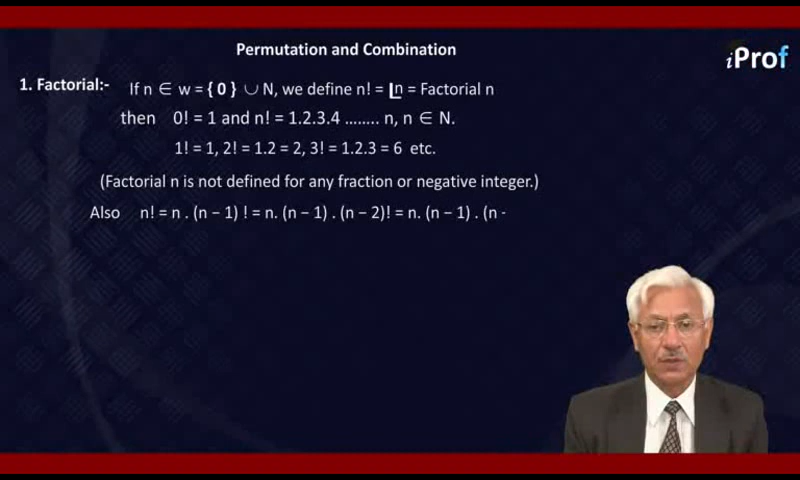 Permutation and Combination
iProf
1. Factorial:- If n ∈ w = { 0 } ∪ N, we define n! = |n = Factorial n
then 0! = 1 and n! = 1.2.3.4 ........ n, n ∈ N.
1! = 1, 2! = 1.2 = 2, 3! = 1.2.3 = 6 etc.
(Factorial n is not defined for any fraction or negative integer.)
Also n! = n . (n − 1) ! = n. (n − 1) . (n − 2)! = n. (n − 1) . (n -